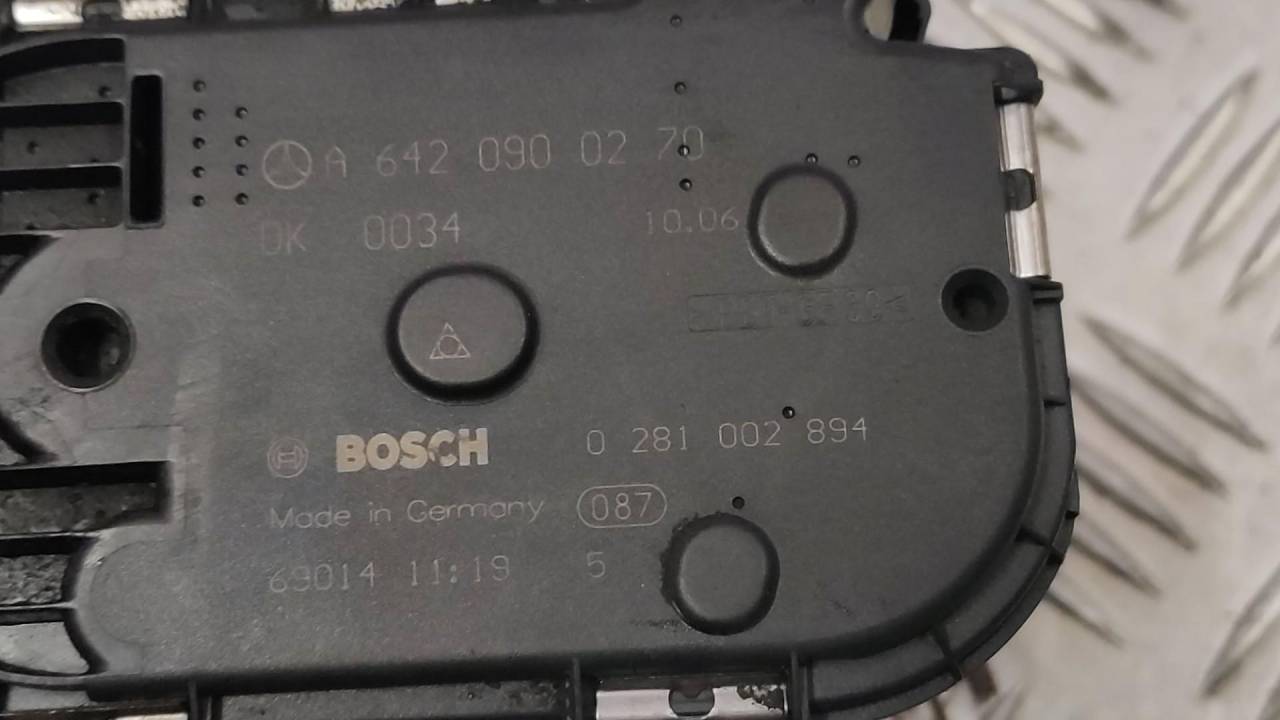 A 642 090 02 70
OK 0034 10.06
BOSCH 0 281 002 894
Made in Germany 087
69014 11:19 5